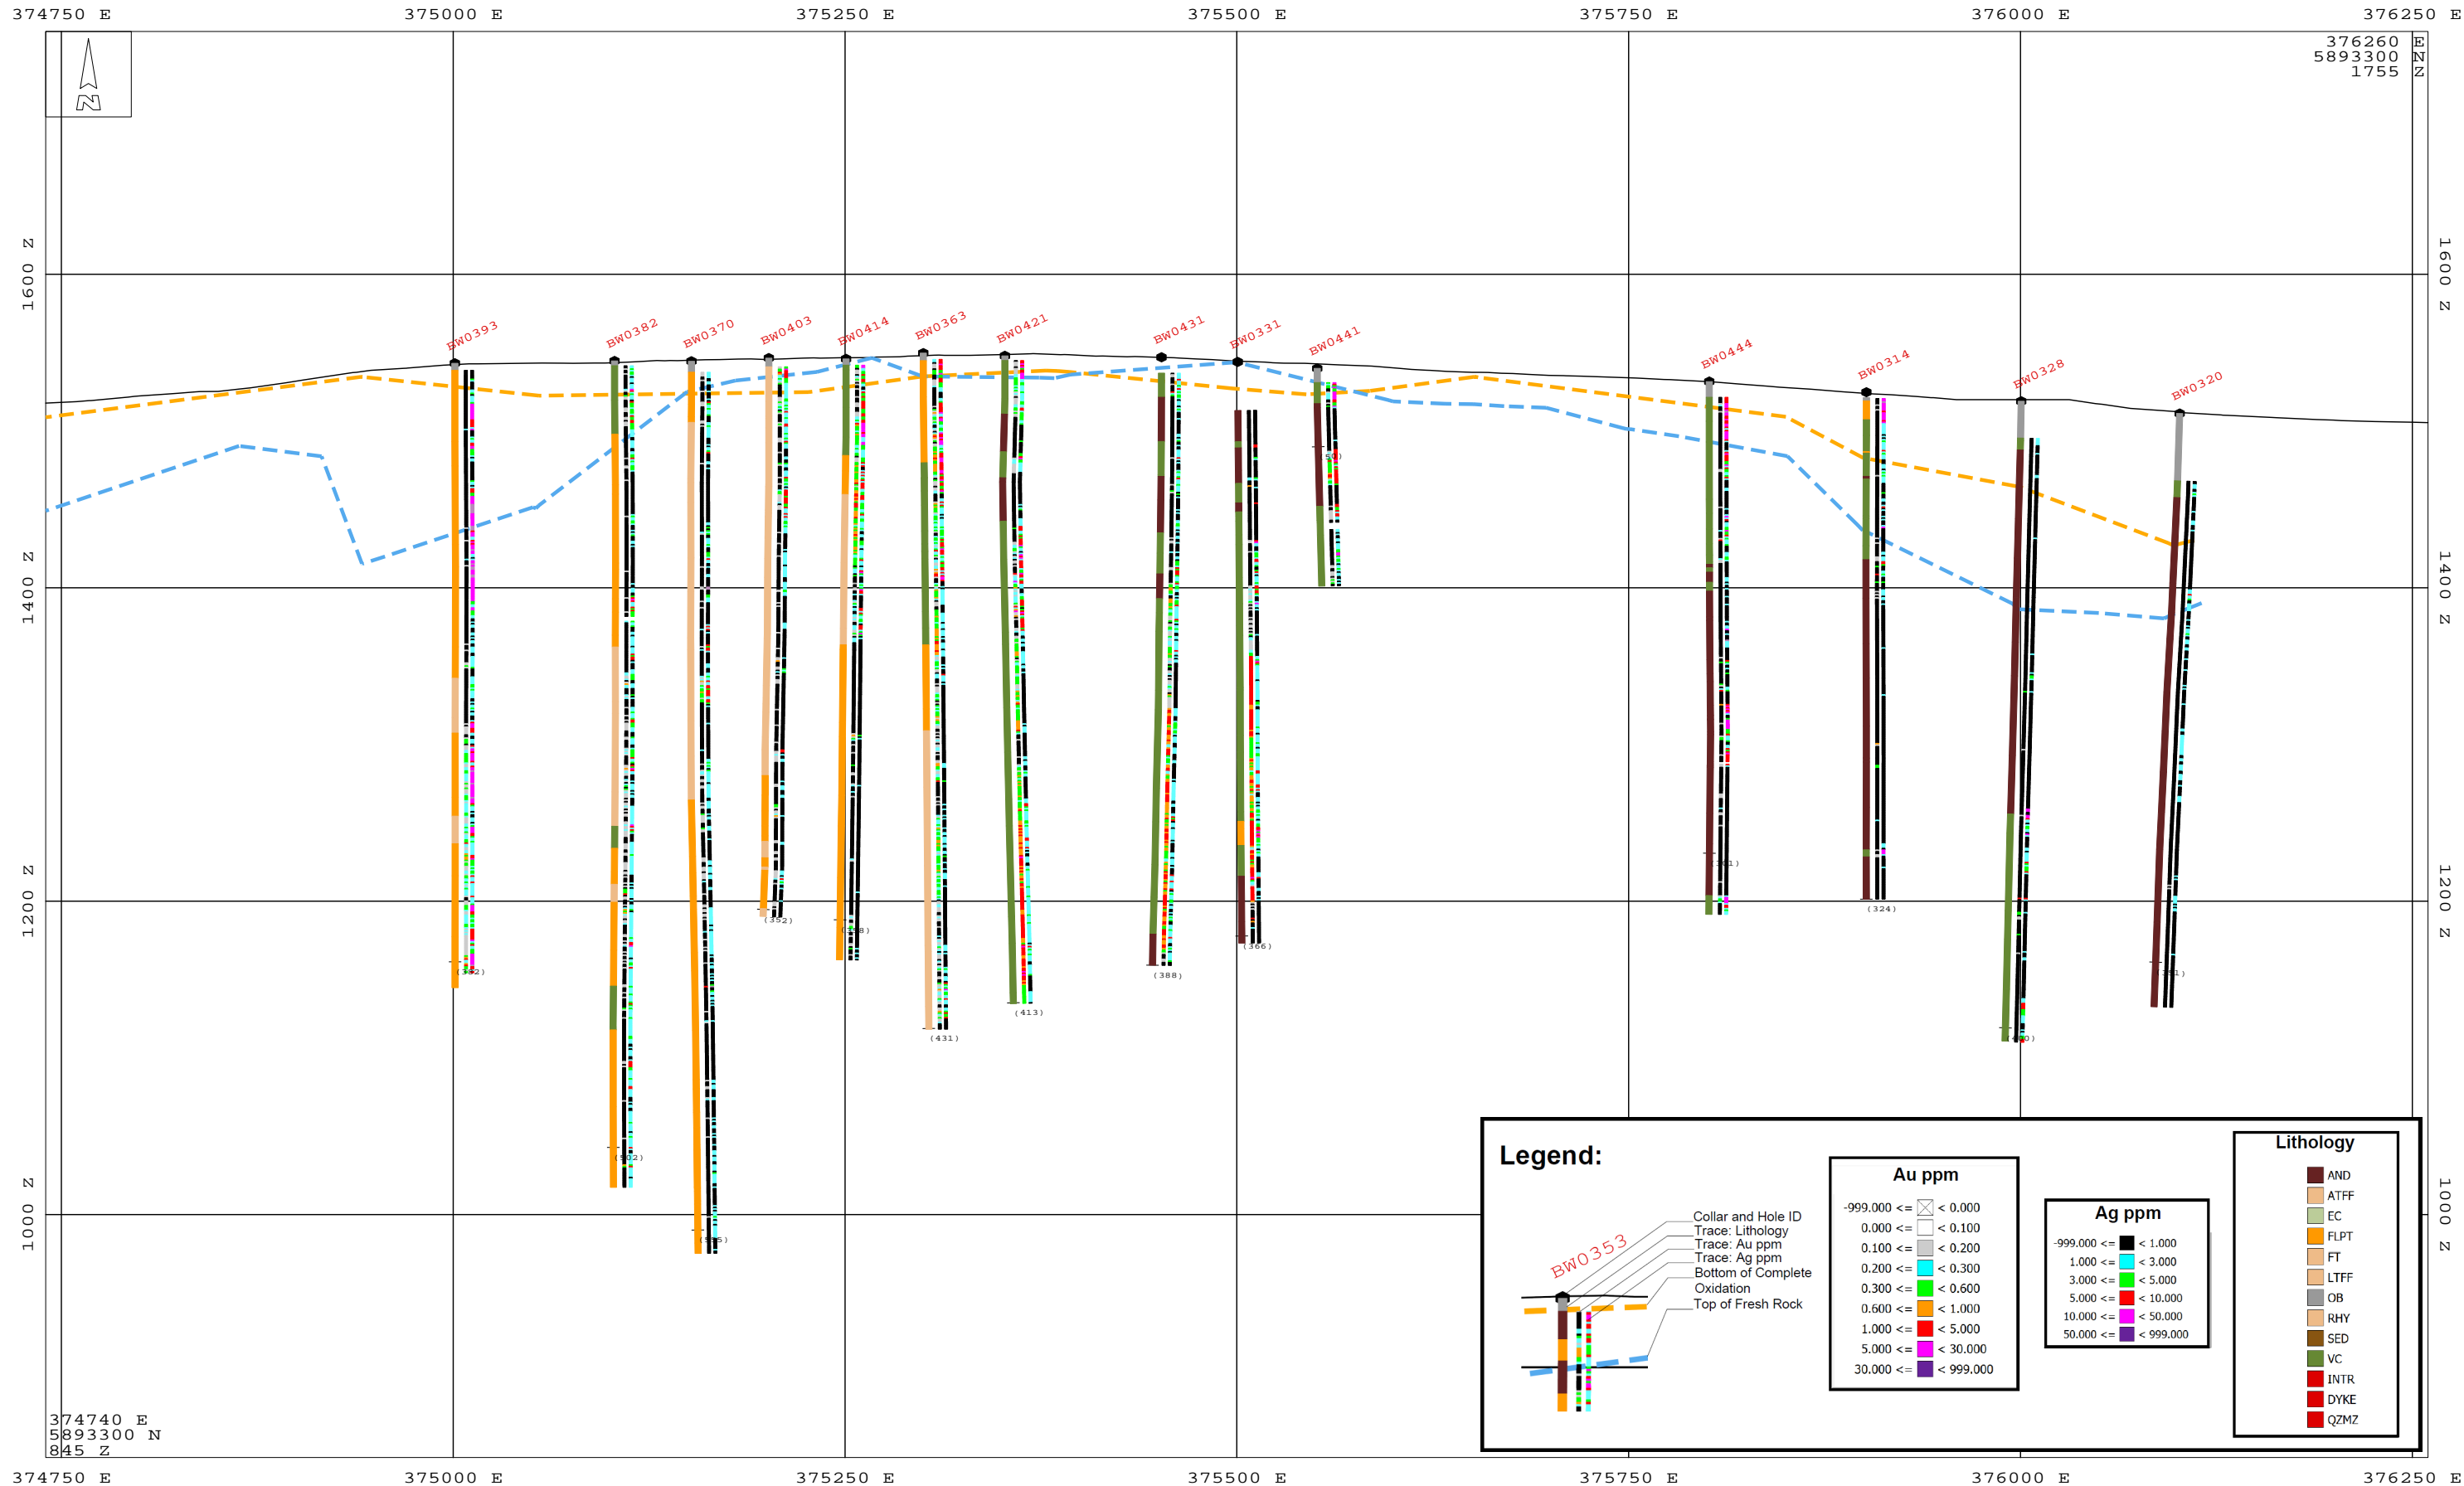 374750 E
375000 E
375250 E
375500 E
375750 E
376000 E
376250 E
N
376260 E
5893300 N
1755 Z
1600 Z
1600 Z
BW0393
BW0382
BW0370
BW0403
BW0414
BW0363
BW0421
BW0431
BW0331
BW0441
BW0444
BW0314
BW0328
BW0320
1400 Z
1400 Z
1200 Z
1200 Z
(352)
(324)
(366)
(388)
(413)
(431)
1000 Z
1000 Z
Legend:
Collar and Hole ID
Trace: Lithology
Trace: Au ppm
Trace: Ag ppm
Bottom of Complete
Oxidation
Top of Fresh Rock
BW0353
Au ppm
-999.000 <= < 0.000
0.000 <= < 0.100
0.100 <= < 0.200
0.200 <= < 0.300
0.300 <= < 0.600
0.600 <= < 1.000
1.000 <= < 5.000
5.000 <= < 30.000
30.000 <= < 999.000
Ag ppm
-999.000 <= < 1.000
1.000 <= < 3.000
3.000 <= < 5.000
5.000 <= < 10.000
10.000 <= < 50.000
50.000 <= < 999.000
Lithology
AND
ATFF
EC
FLPT
FT
LTFF
OB
RHY
SED
VC
INTR
DYKE
QZMZ
374740 E
5893300 N
845 Z
374750 E
375000 E
375250 E
375500 E
375750 E
376000 E
376250 E